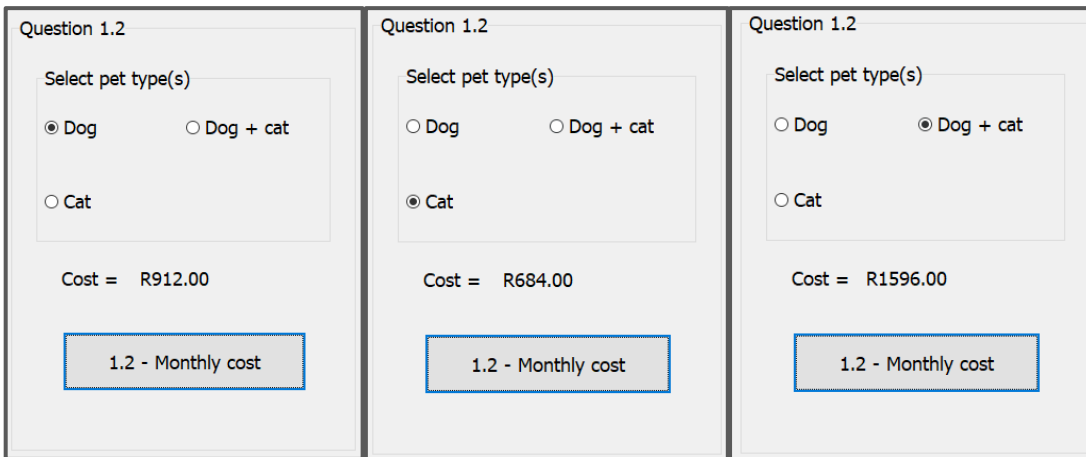 Question 1.2
Select pet type(s)
Dog
Dog + cat
Cat
Cost = R912.00
1.2 - Monthly cost
Question 1.2
Select pet type(s)
Dog
Dog + cat
Cat
Cost = R684.00
1.2 - Monthly cost
Question 1.2
Select pet type(s)
Dog
Dog + cat
Cat
Cost = R1596.00
1.2 - Monthly cost